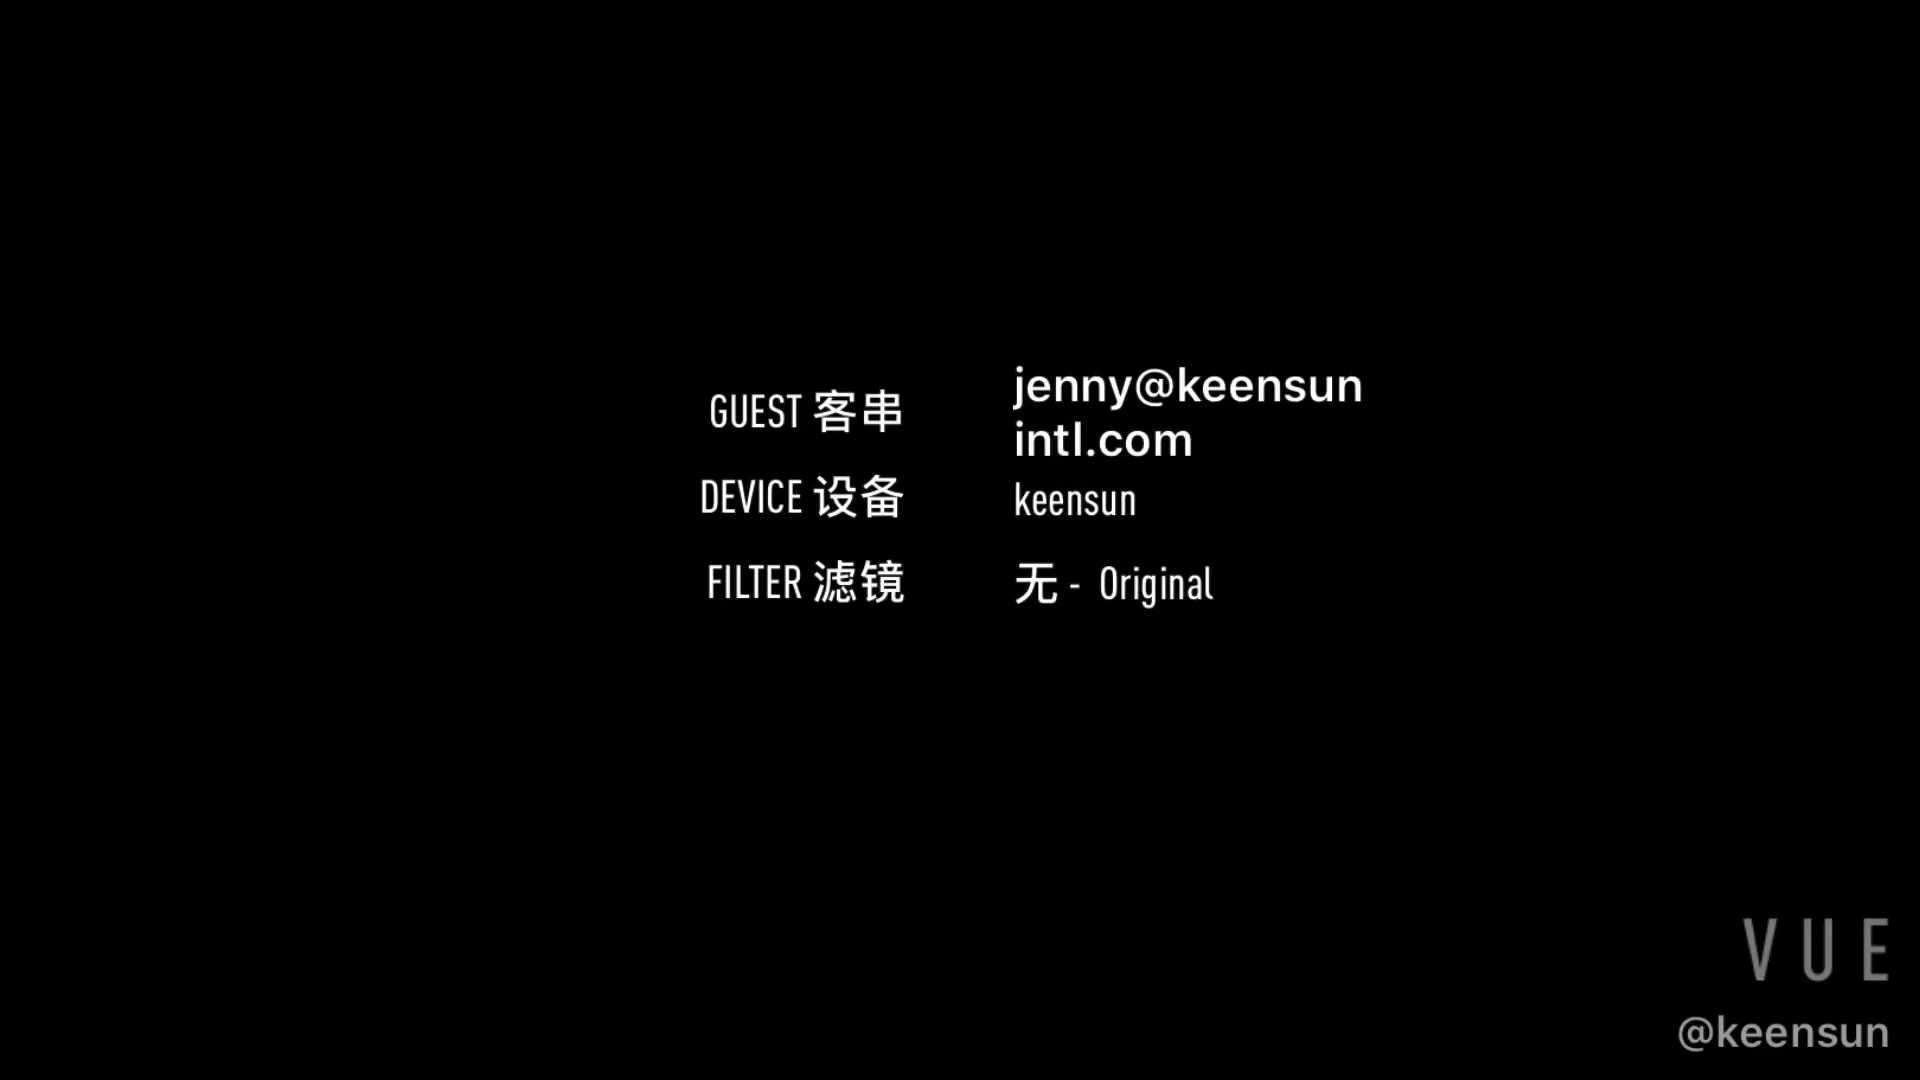 GUEST 客串 jenny@keensun
intl.com
DEVICE 设备 keensun
FILTER 滤镜 无 - Original
VUE
@keensun